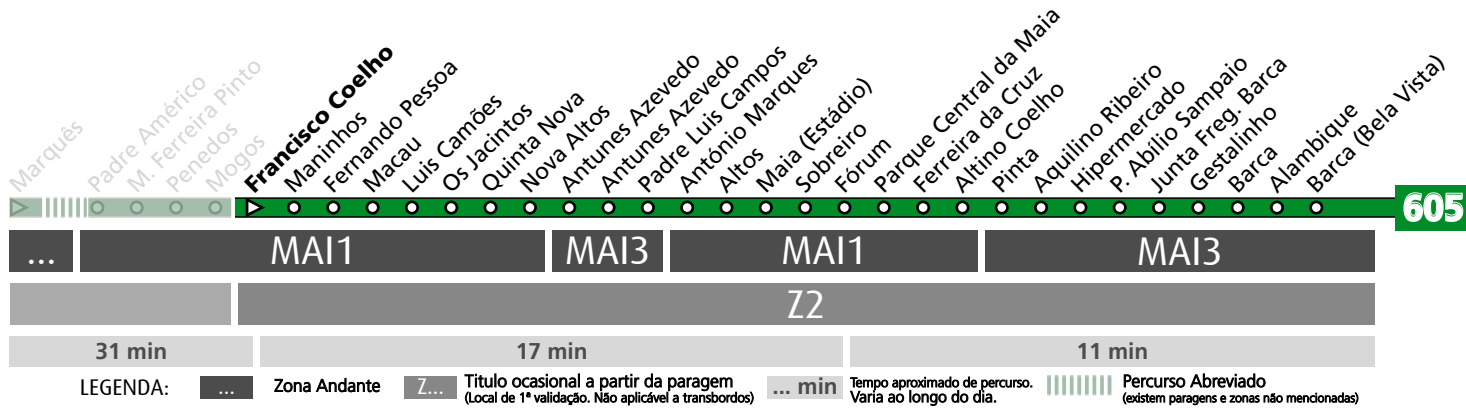 Marquês
Padre Américo
M. Ferreira Pinto
Penedos
Mogos
Francisco Coelho
Maninhos
Fernando Pessoa
Macau
Luis Camões
Os Jacintos
Quinta Nova
Nova Altos
Antunes Azevedo
Antunes Azevedo
Padre Luis Campos
António Marques
Altos
Maia (Estádio)
Sobreiro
Fórum
Parque Central da Maia
Ferreira da Cruz
Altino Coelho
Pinta
Aquilino Ribeiro
Hipermercado
P. Abílio Sampaio
Junta Freg. Barca
Gestalinho
Barca
Alambique
Barca (Bela Vista)
605
... MAI1 MAI3 MAI1 MAI3
Z2
31 min 17 min 11 min
LEGENDA: ... Zona Andante Z... Titulo ocasional a partir da paragem
(Local de 1ª validação. Não aplicável a transbordos)
... min Tempo aproximado de percurso.
Varia ao longo do dia.
Percurso Abreviado
(existem paragens e zonas não mencionadas)